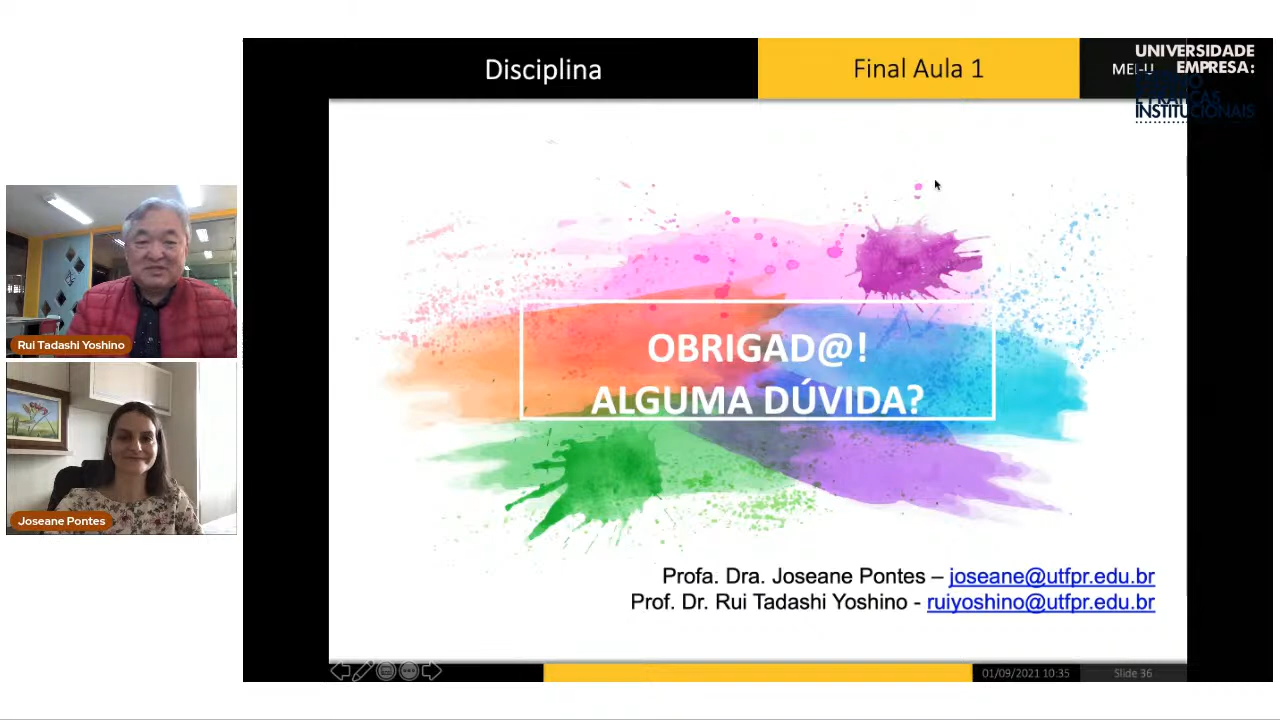 Disciplina
Final Aula 1
MEI-U
UNIVERSIDADE
EMPRESA:
INSTITUCIONAIS
Rui Tadashi Yoshino
Joseane Pontes
OBRIGAD@!
ALGUMA DÚVIDA?
Profa. Dra. Joseane Pontes – joseane@utfpr.edu.br
Prof. Dr. Rui Tadashi Yoshino - ruiyoshino@utfpr.edu.br
01/09/2021 10:35
Slide 36